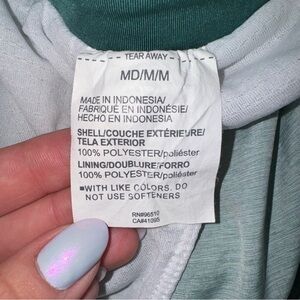 TEAR AWAY
MD/M/M
MADE IN INDONESIA/
FABRIQUÉ EN INDONÉSIE/
HECHO EN INDONESIA
SHELL/COUCHE EXTÉRIEURE/
TELA EXTERIOR
100% POLYESTER/poliéster
LINING/DOUBLURE/FORRO
100% POLYESTER/poliéster
■WITH LIKE COLORS. DO
NOT USE SOFTENERS
RN#96510
CA#41095